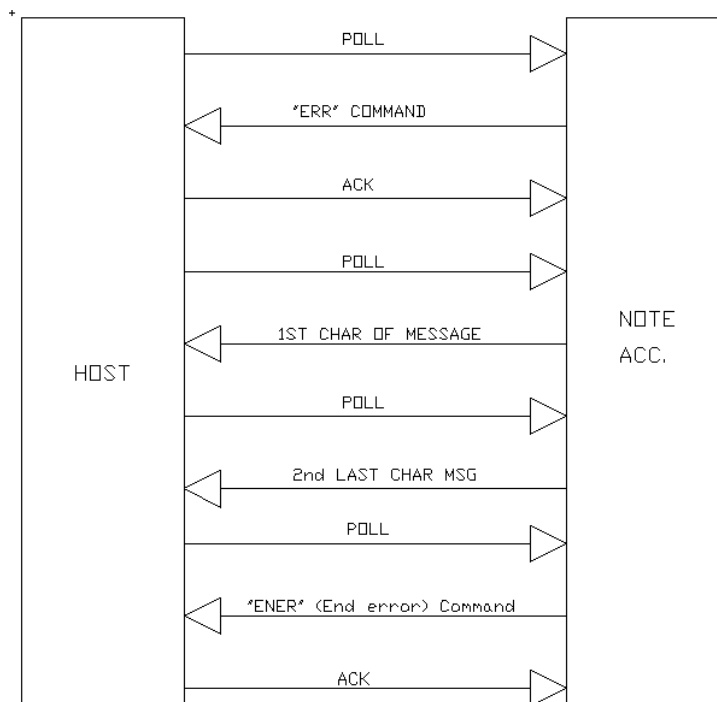 POLL
"ERR" COMMAND
ACK
POLL
1ST CHAR OF MESSAGE
NOTE
ACC.
HOST
POLL
2nd LAST CHAR MSG
POLL
"ENER" (End error) Command
ACK